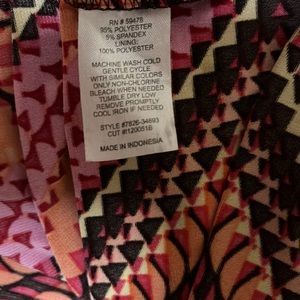 RN # 59478
95% POLYESTER
5% SPANDEX
LINING:
100% POLYESTER
MACHINE WASH COLD
GENTLE CYCLE
WITH SIMILAR COLORS
ONLY NON-CHLORINE
BLEACH WHEN NEEDED
TUMBLE DRY LOW
REMOVE PROMPTLY
COOL IRON IF NEEDED
STYLE #7826-34693
CUT #120051B
MADE IN INDONESIA